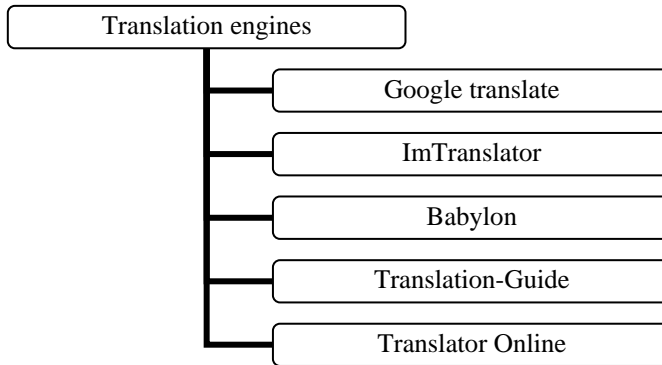 Translation engines
Google translate
ImTranslator
Babylon
Translation-Guide
Translator Online